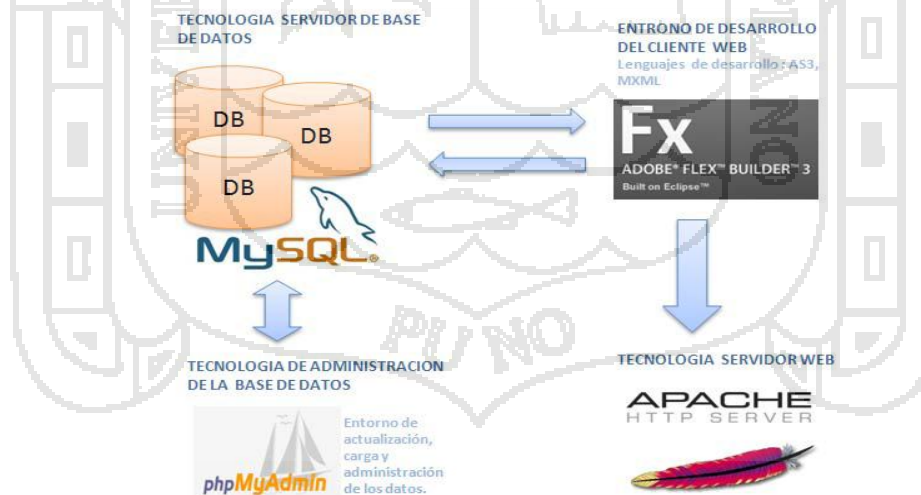 TECNOLOGIA SERVIDOR DE BASE
DE DATOS
DB
DB
DB
MySQL®
ENTRONO DE DESARROLLO
DEL CLIENTE WEB
Lenguajes de desarrollo: AS3,
MXML
Fx
ADOBE® FLEX™ BUILDER™ 3
Built on Eclipse™
TECNOLOGIA DE ADMINISTRACION
DE LA BASE DE DATOS
phpMyAdmin
Entorno de
actualización,
carga y
administración
de los datos.
TECNOLOGIA SERVIDOR WEB
APACHE
HTTP SERVER
PUNO